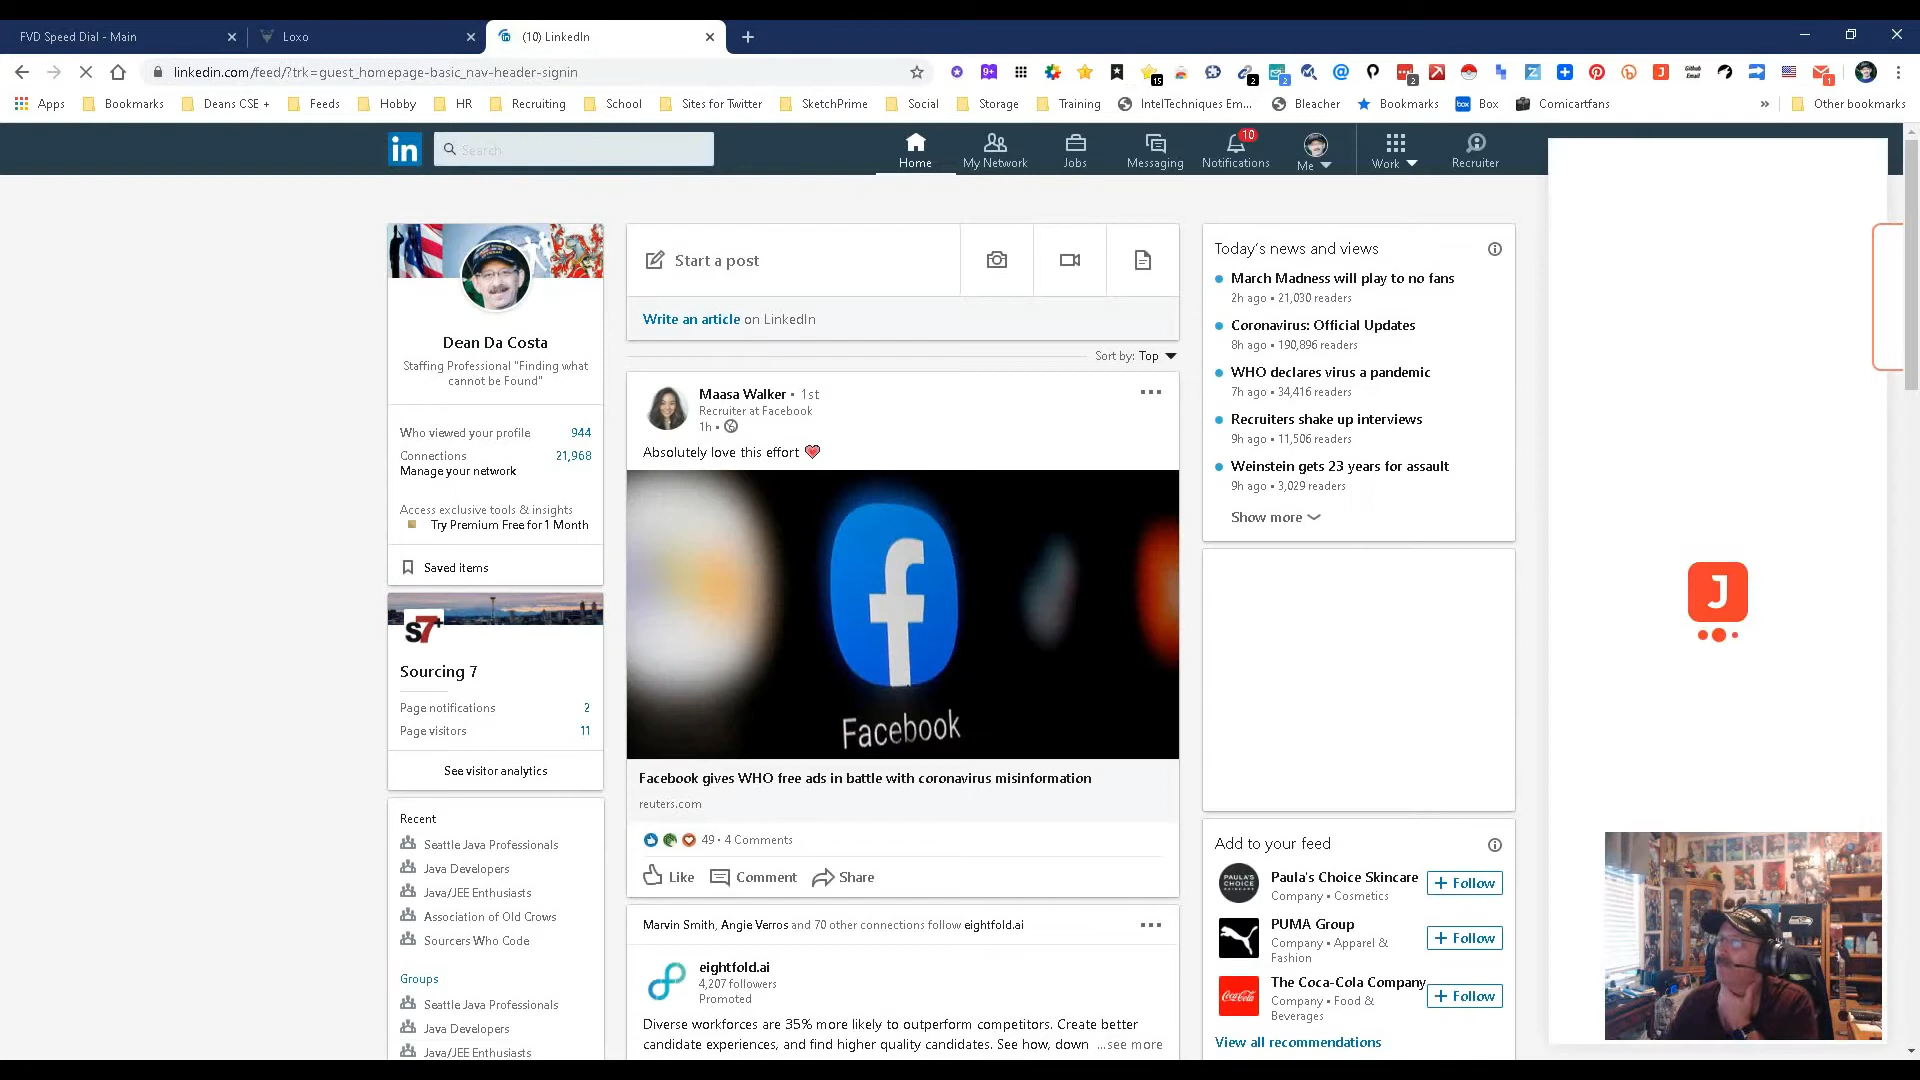 FVD Speed Dial - Main
Loxo
(10) LinkedIn
linkedin.com/feed/?trk=guest_homepage-basic_nav-header-signin
Apps
Bookmarks
Deans CSE +
Feeds
Hobby
HR
Recruiting
School
Sites for Twitter
SketchPrime
Social
Storage
Training
IntelTechniques Em...
Bleacher
Bookmarks
Box
Comicartfans
Other bookmarks
in
Search
Home
My Network
Jobs
Messaging
10
Notifications
Me
Work
Recruiter
Dean Da Costa
Staffing Professional "Finding what
cannot be Found"
Who viewed your profile 944
Connections 21,968
Manage your network
Access exclusive tools & insights
Try Premium Free for 1 Month
Saved items
S7+
Sourcing 7
Page notifications 2
Page visitors 11
See visitor analytics
Recent
Seattle Java Professionals
Java Developers
Java/JEE Enthusiasts
Association of Old Crows
Sourcers Who Code
Groups
Seattle Java Professionals
Java Developers
Java/JEE Enthusiasts
Start a post
Write an article on LinkedIn
Sort by: Top
Maasa Walker • 1st
Recruiter at Facebook
1h •
Absolutely love this effort
Facebook
Facebook gives WHO free ads in battle with coronavirus misinformation
reuters.com
49 • 4 Comments
Like
Comment
Share
Marvin Smith, Angie Verros and 70 other connections follow eightfold.ai
eightfold.ai
4,207 followers
Promoted
Diverse workforces are 35% more likely to outperform competitors. Create better
candidate experiences, and find higher quality candidates. See how, down ...see more
Today's news and views
March Madness will play to no fans
2h ago • 21,030 readers
Coronavirus: Official Updates
8h ago • 190,896 readers
WHO declares virus a pandemic
7h ago • 34,416 readers
Recruiters shake up interviews
9h ago • 11,506 readers
Weinstein gets 23 years for assault
9h ago • 3,029 readers
Show more
Add to your feed
PAULA'S CHOICE SKINCARE
Paula's Choice Skincare
Company • Cosmetics
+ Follow
PUMA Group
Company • Apparel &
Fashion
+ Follow
Coca-Cola
The Coca-Cola Company
Company • Food &
Beverages
+ Follow
View all recommendations
J